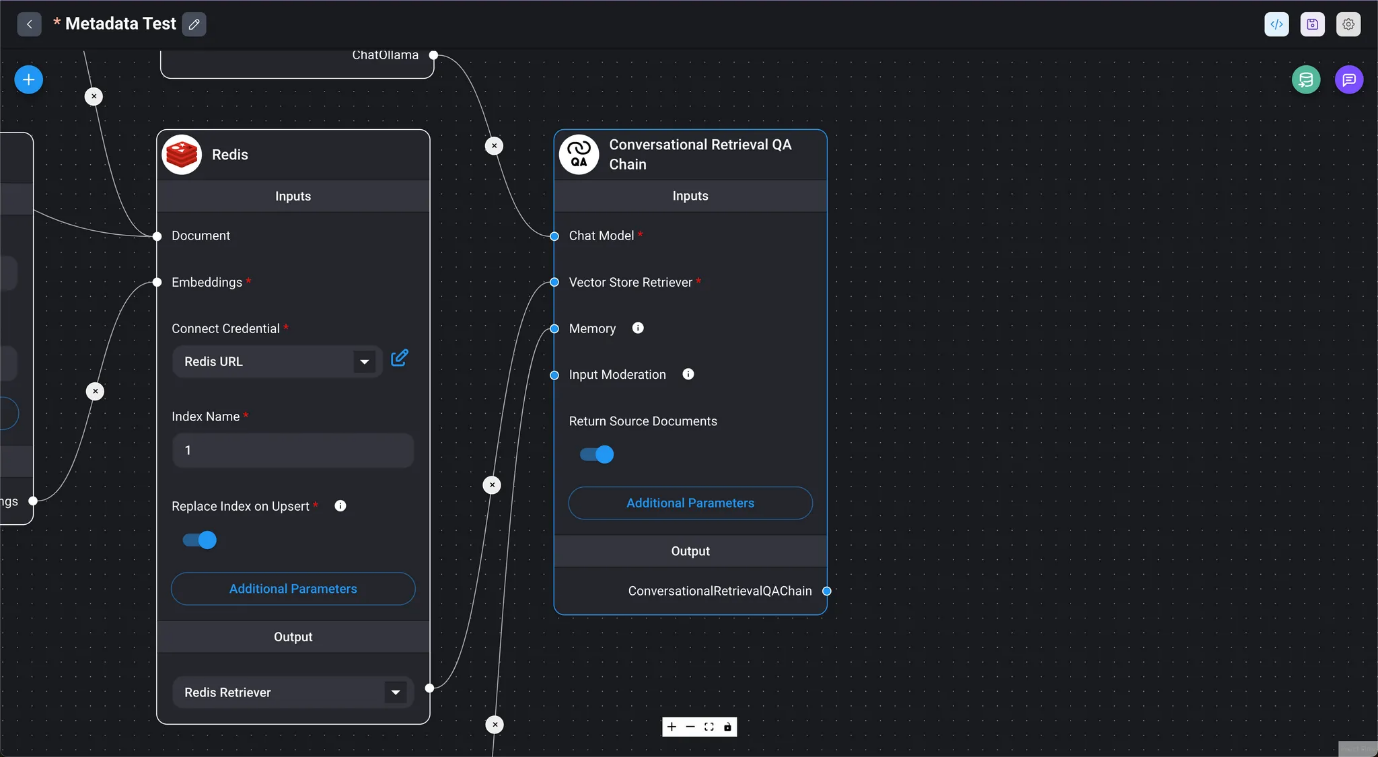 * Metadata Test
ChatOllama
Redis
Inputs
Document
Embeddings *
Connect Credential *
Redis URL
Index Name *
1
Replace Index on Upsert *
Additional Parameters
Output
Redis Retriever
ngs
QA
Conversational Retrieval QA
Chain
Inputs
Chat Model *
Vector Store Retriever *
Memory
Input Moderation
Return Source Documents
Additional Parameters
Output
ConversationalRetrievalQAChain